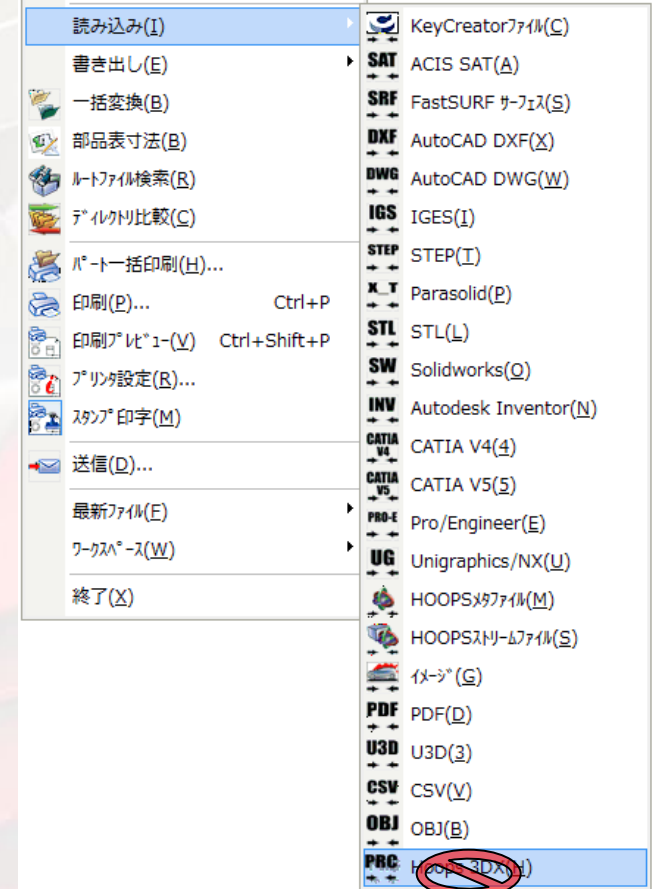 読み込み(I)
書き出し(E)
一括変換(B)
部品表寸法(B)
ﾙｰﾄﾌｧｲﾙ検索(R)
ﾃﾞｨﾚｸﾄﾘ比較(C)
ﾊﾟｰﾄ一括印刷(H)...
印刷(P)... Ctrl+P
印刷ﾌﾟﾚﾋﾞｭｰ(V) Ctrl+Shift+P
ﾌﾟﾘﾝﾀ設定(R)...
ｽﾀﾝﾌﾟ印字(M)
送信(D)...
最新ﾌｧｲﾙ(F)
ﾜｰｸｽﾍﾟｰｽ(W)
終了(X)
KeyCreatorﾌｧｲﾙ(C)
SAT ACIS SAT(A)
SRF FastSURF ｻｰﾌｪｽ(S)
DXF AutoCAD DXF(X)
DWG AutoCAD DWG(W)
IGS IGES(I)
STEP STEP(T)
X_T Parasolid(P)
STL STL(L)
SW Solidworks(O)
INV Autodesk Inventor(N)
CATIA V4 CATIA V4(4)
CATIA V5 CATIA V5(5)
PRO-E Pro/Engineer(E)
UG Unigraphics/NX(U)
HOOPSﾒﾀﾌｧｲﾙ(M)
HOOPSｽﾄﾘｰﾑﾌｧｲﾙ(S)
ｲﾒｰｼﾞ(G)
PDF PDF(D)
U3D U3D(3)
CSV CSV(V)
OBJ OBJ(B)
PRC Hoops 3DX(H)